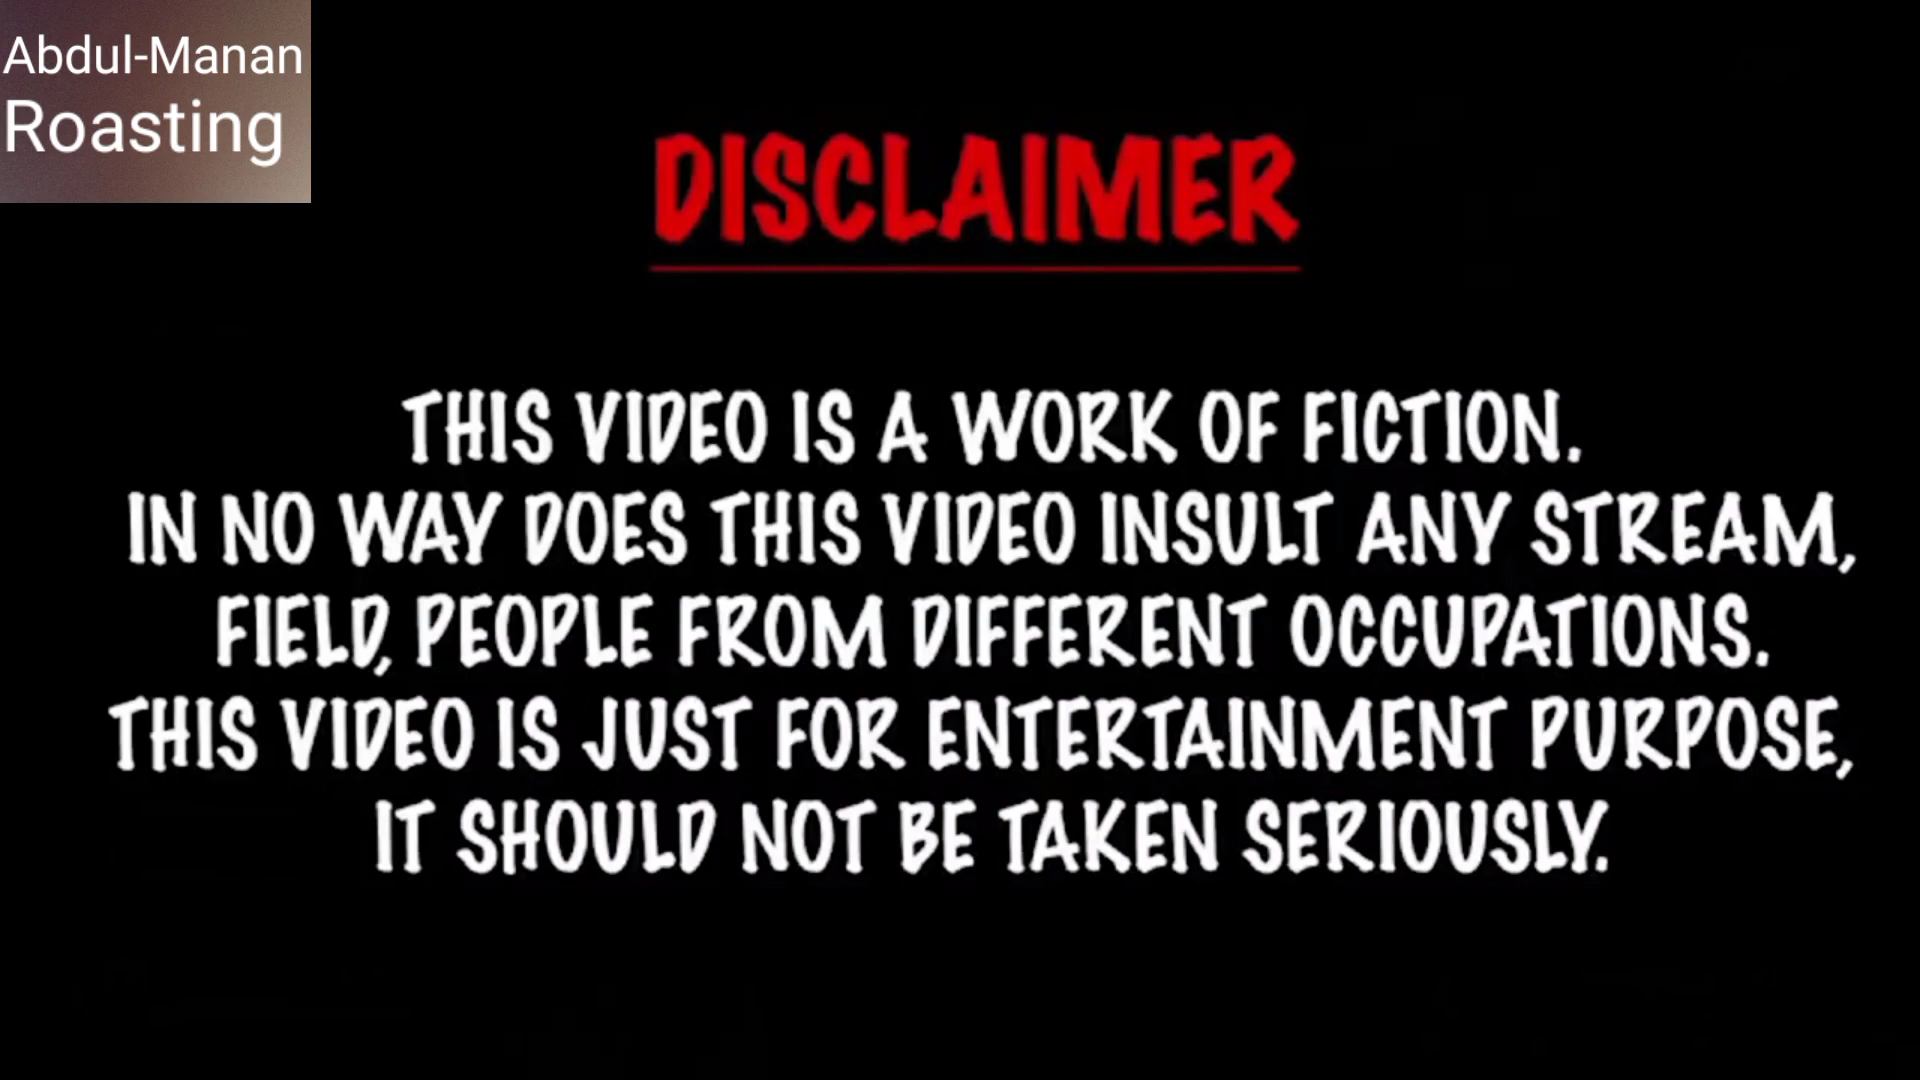 Abdul-Manan
Roasting
DISCLAIMER
THIS VIDEO IS A WORK OF FICTION.
IN NO WAY DOES THIS VIDEO INSULT ANY STREAM,
FIELD, PEOPLE FROM DIFFERENT OCCUPATIONS.
THIS VIDEO IS JUST FOR ENTERTAINMENT PURPOSE,
IT SHOULD NOT BE TAKEN SERIOUSLY.